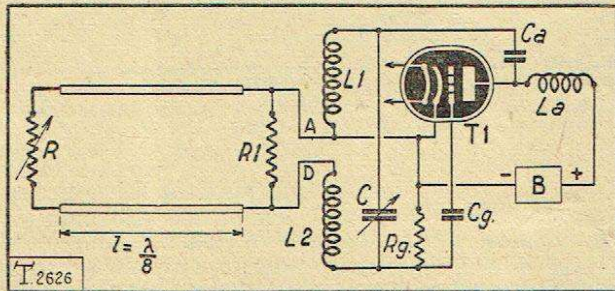 Ca
L1
La
T1
A
R
R1
D
C
B
- +
L2
Rg.
Cg.
l = λ/8
T.2626